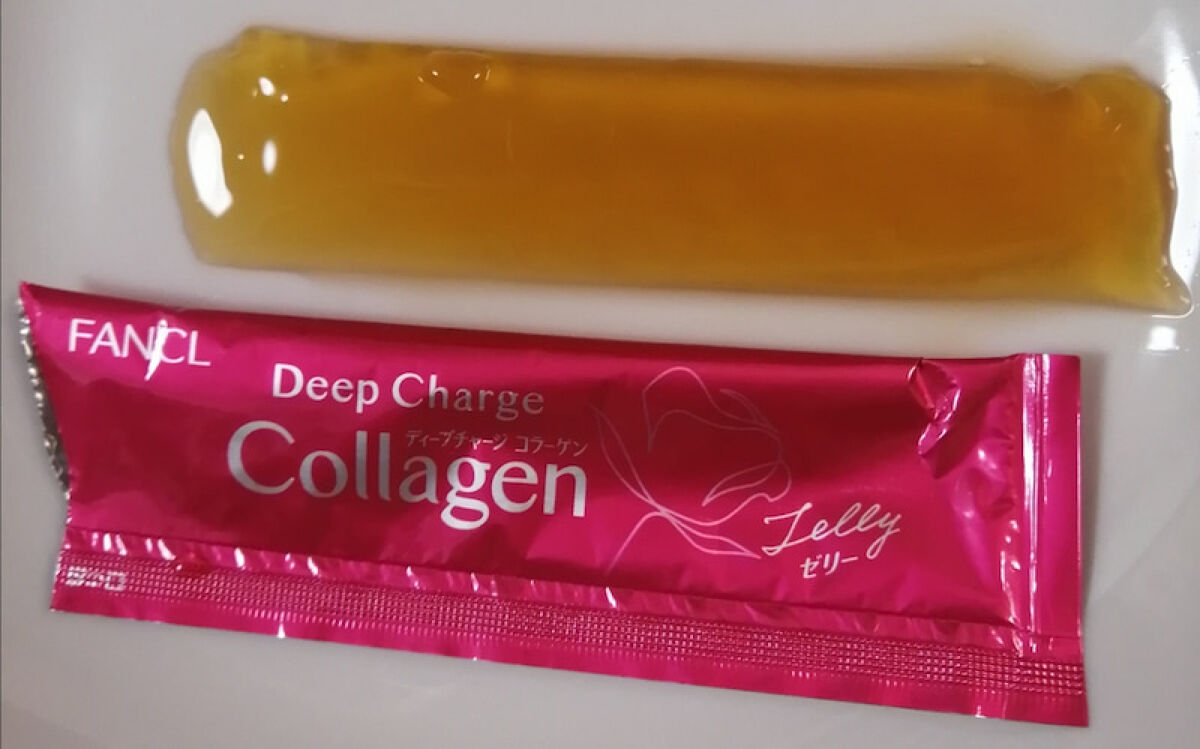 FANCL
Deep Charge
ディープチャージ コラーゲン
Collagen
Jelly
ゼリー